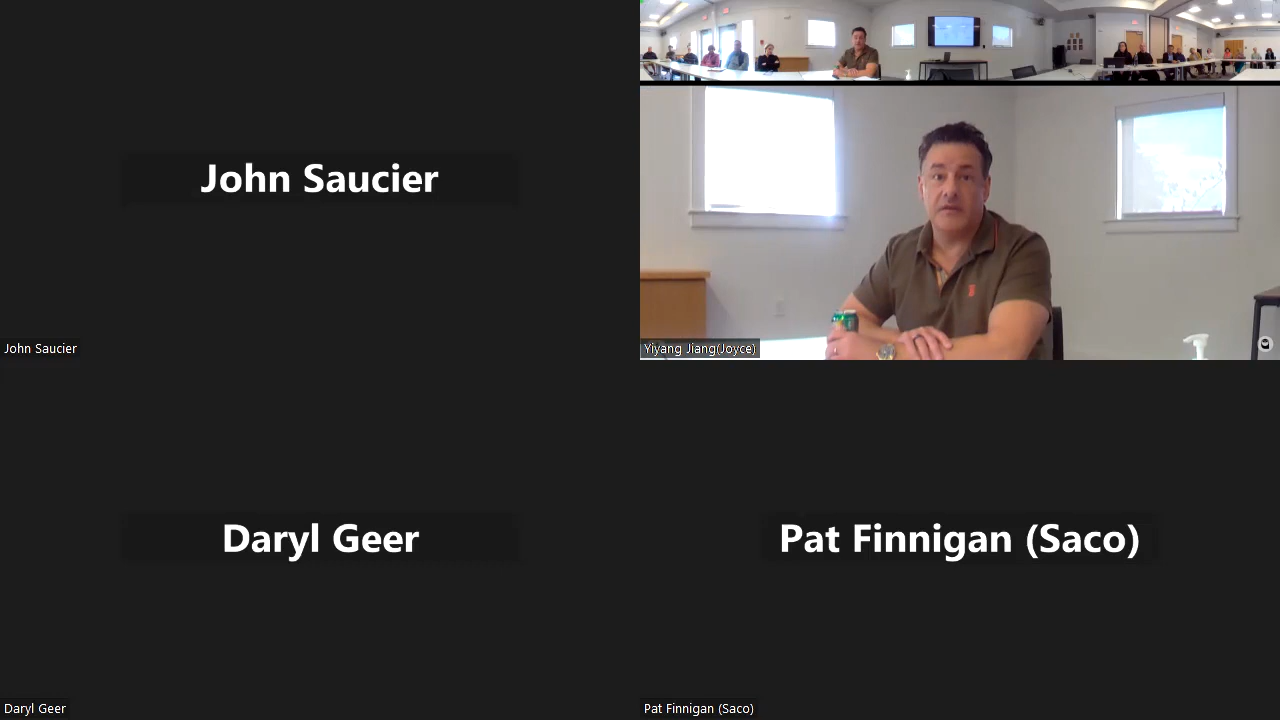 John Saucier
John Saucier
Yiyang Jiang(Joyce)
Daryl Geer
Pat Finnigan (Saco)
Daryl Geer
Pat Finnigan (Saco)